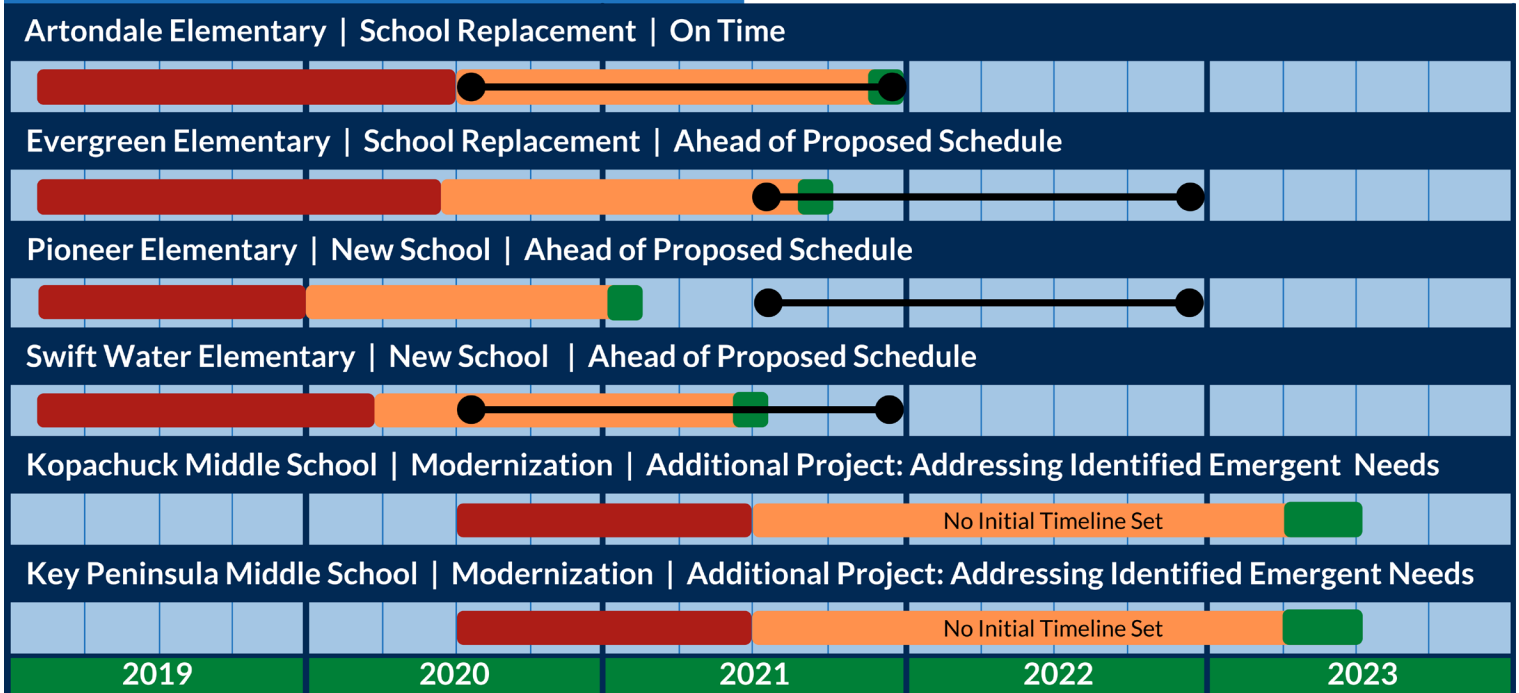 Artondale Elementary | School Replacement | On Time
Evergreen Elementary | School Replacement | Ahead of Proposed Schedule
Pioneer Elementary | New School | Ahead of Proposed Schedule
Swift Water Elementary | New School | Ahead of Proposed Schedule
Kopachuck Middle School | Modernization | Additional Project: Addressing Identified Emergent Needs
No Initial Timeline Set
Key Peninsula Middle School | Modernization | Additional Project: Addressing Identified Emergent Needs
No Initial Timeline Set
2019 2020 2021 2022 2023